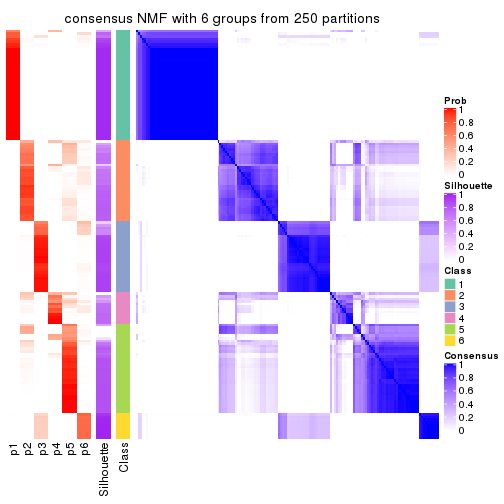 consensus NMF with 6 groups from 250 partitions
Prob
1
0.8
0.6
0.4
0.2
0
Silhouette
1
0.8
0.6
0.4
0.2
0
Class
1
2
3
4
5
6
Consensus
1
0.8
0.6
0.4
0.2
0
p1
p2
p3
p4
p5
p6
Silhouette
Class